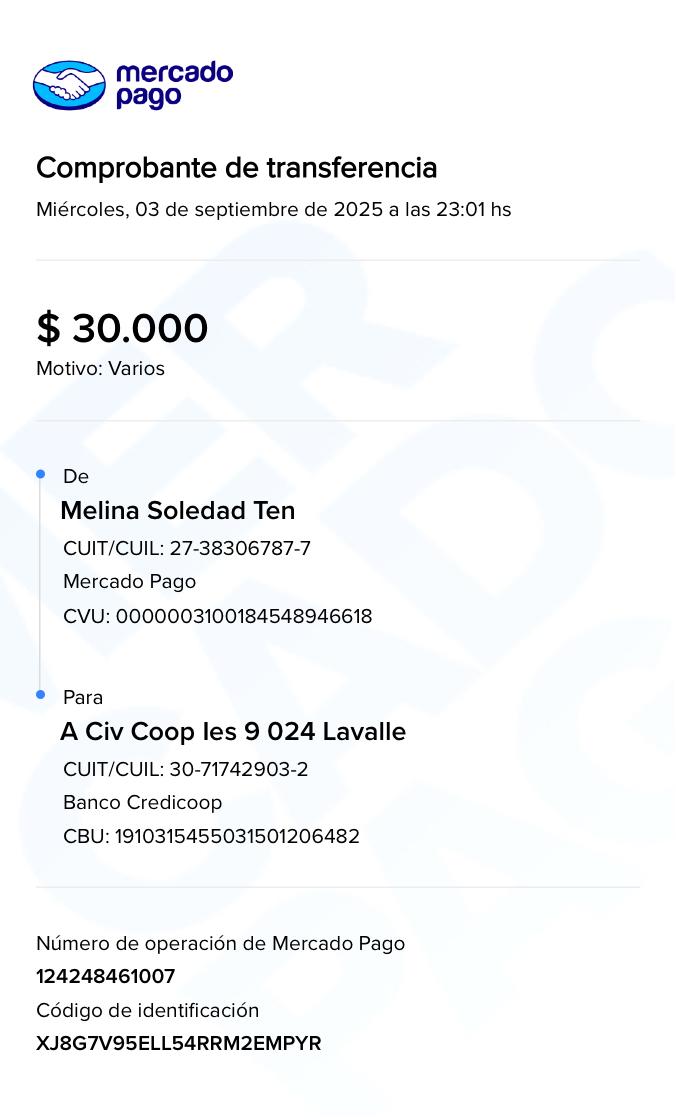 mercado
pago
Comprobante de transferencia
Miércoles, 03 de septiembre de 2025 a las 23:01 hs
$ 30.000
Motivo: Varios
De
Melina Soledad Ten
CUIT/CUIL: 27-38306787-7
Mercado Pago
CVU: 0000003100184548946618
Para
A Civ Coop Ies 9 024 Lavalle
CUIT/CUIL: 30-71742903-2
Banco Credicoop
CBU: 1910315455031501206482
Número de operación de Mercado Pago
124248461007
Código de identificación
XJ8G7V95ELL54RRM2EMPYR